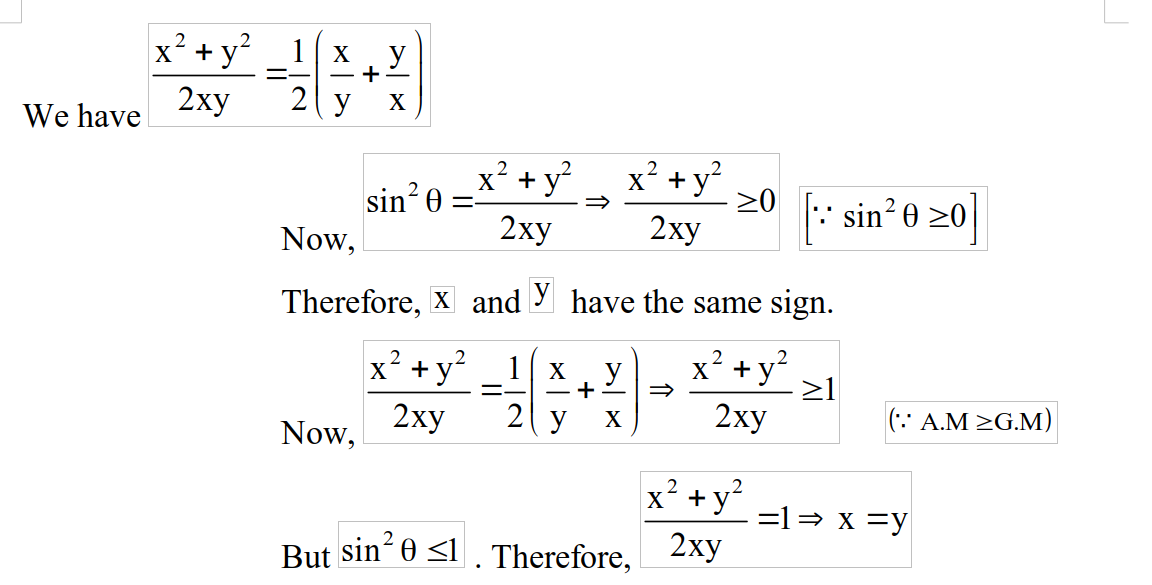 We have x² + y² / 2xy = 1/2 ( x/y + y/x )
Now, sin² θ = x² + y² / 2xy ⇒ x² + y² / 2xy ≥0 [∵ sin² θ ≥0]
Therefore, x and y have the same sign.
Now, x² + y² / 2xy = 1/2 ( x/y + y/x ) ⇒ x² + y² / 2xy ≥1 (∵ A.M ≥G.M)
But sin² θ ≤1 . Therefore, x² + y² / 2xy =1⇒ x =y